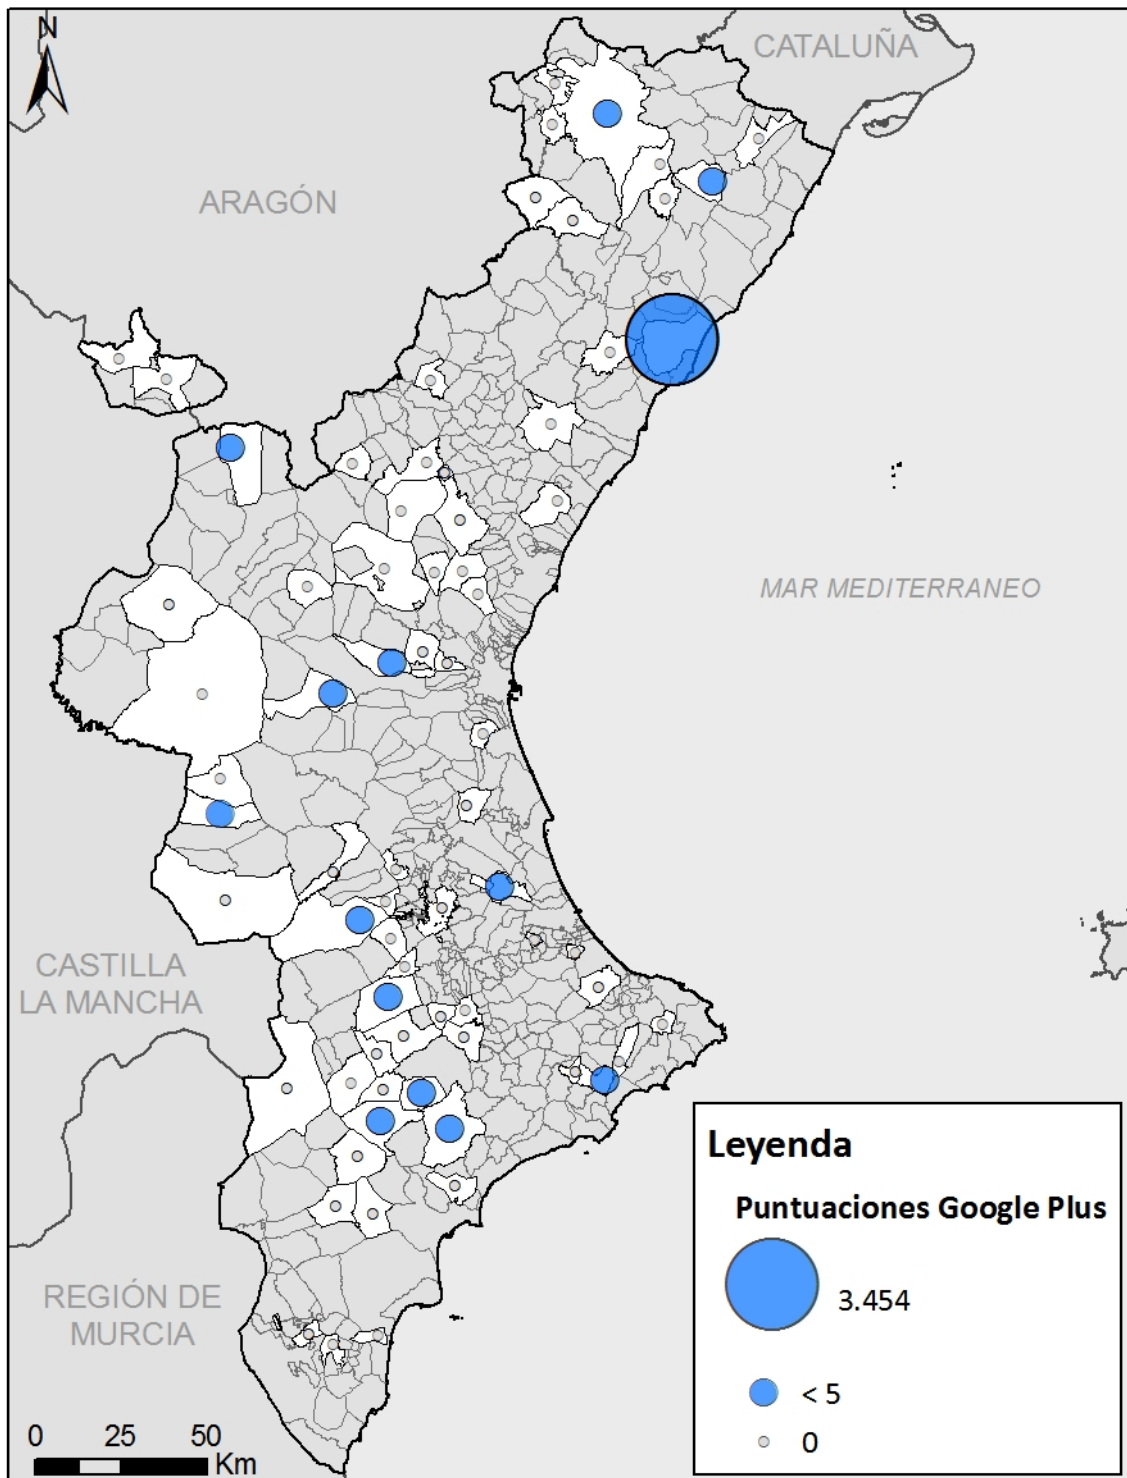 N
CATALUÑA
ARAGÓN
MAR MEDITERRANEO
CASTILLA
LA MANCHA
REGIÓN DE
MURCIA
Leyenda
Puntuaciones Google Plus
3.454
< 5
0
0 25 50
Km